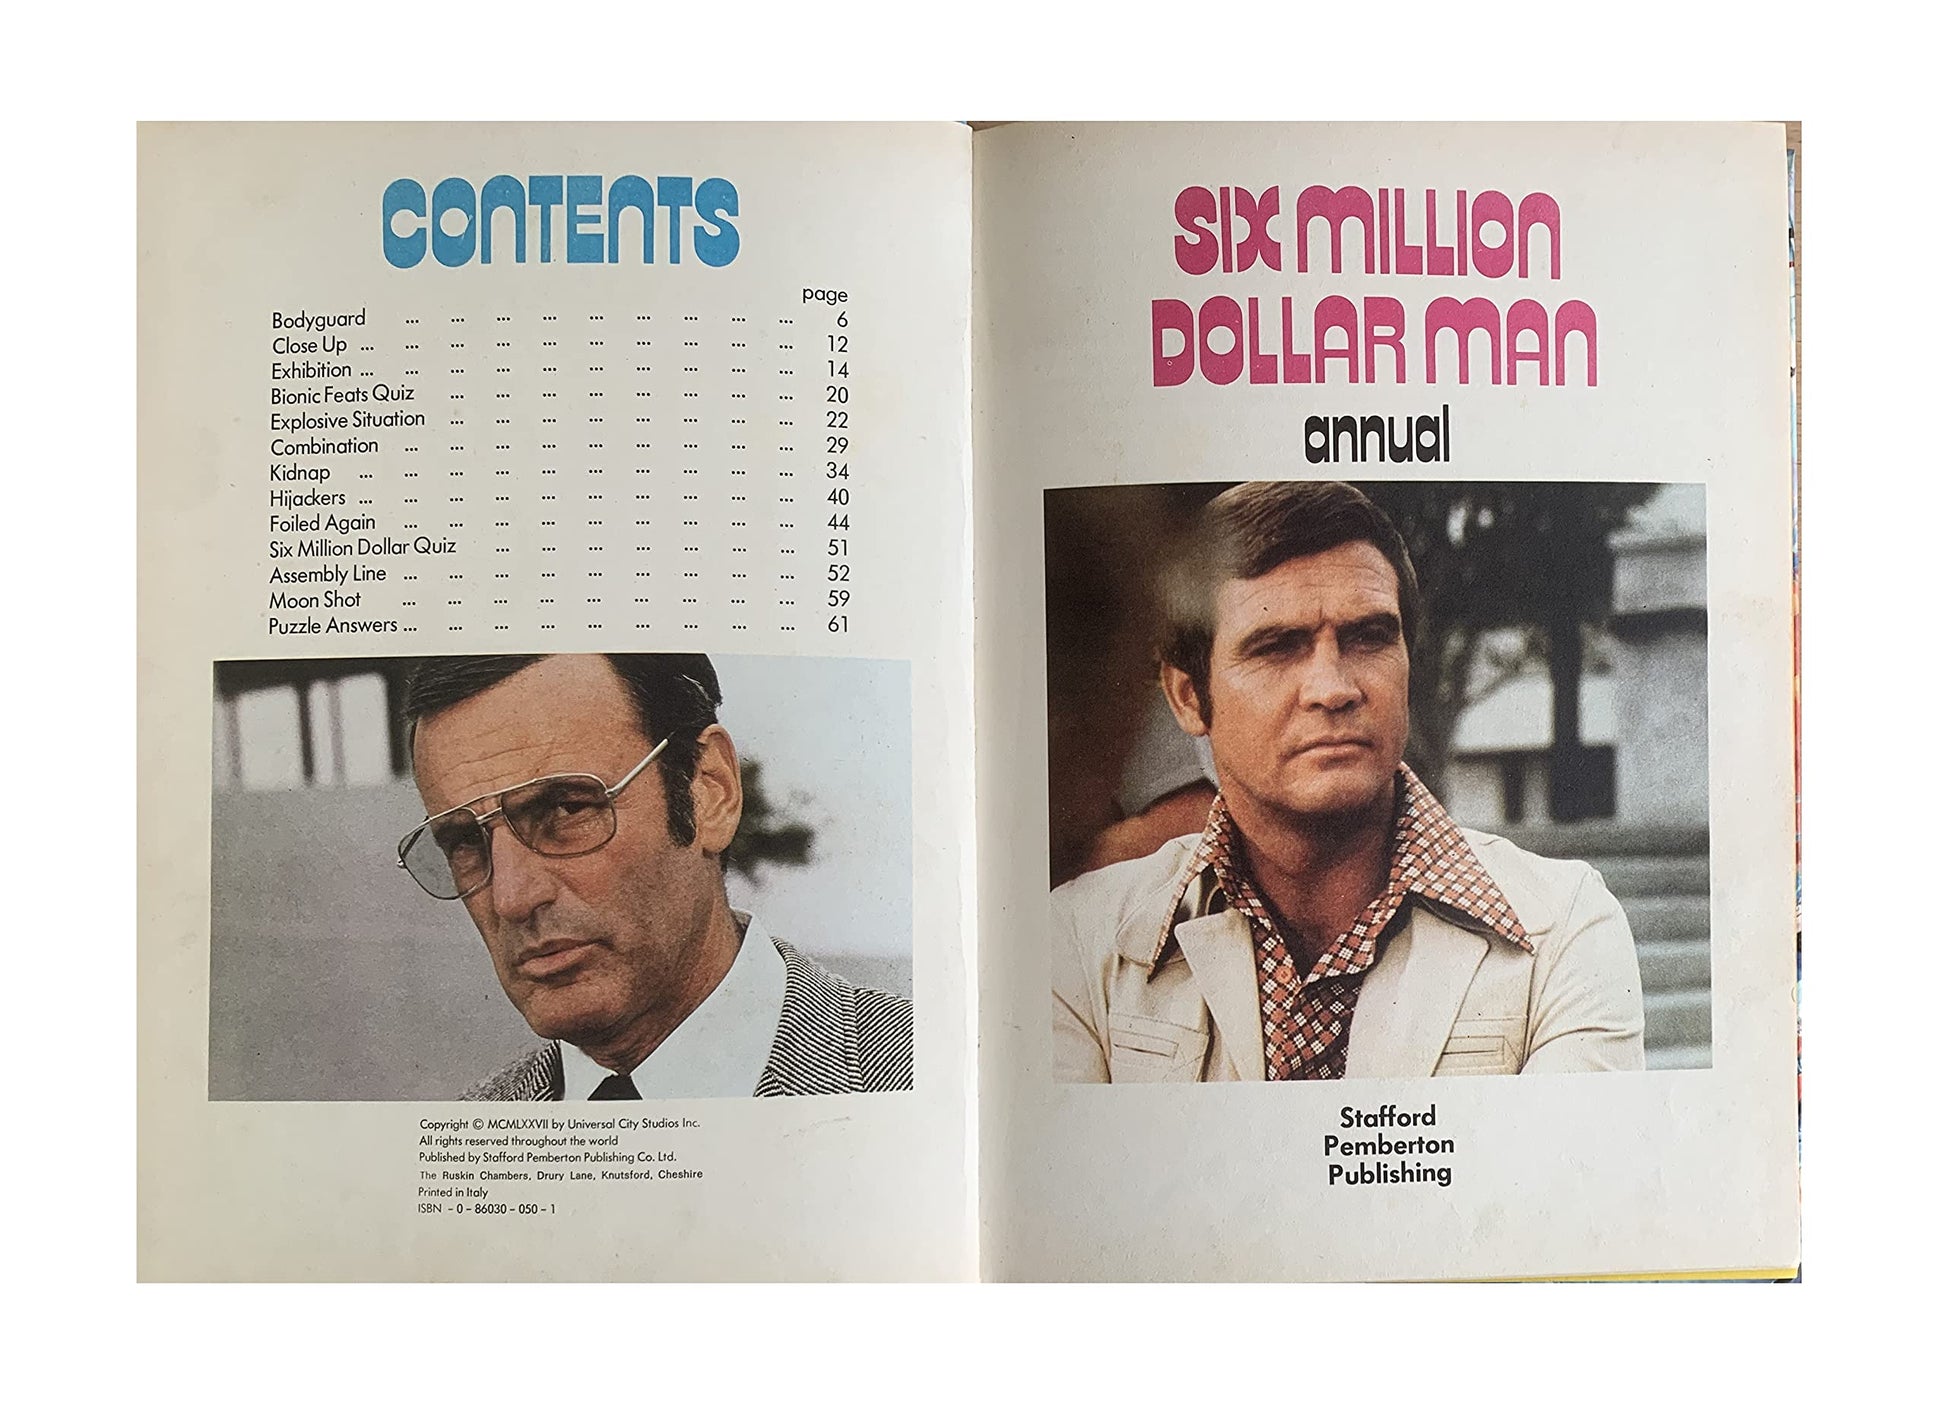 CONTENTS
page
Bodyguard ... ... ... ... ... ... ... ... ... 6
Close Up ... ... ... ... ... ... ... ... ... ... 12
Exhibition ... ... ... ... ... ... ... ... ... ... 14
Bionic Feats Quiz ... ... ... ... ... ... ... ... 20
Explosive Situation ... ... ... ... ... ... ... ... 22
Combination ... ... ... ... ... ... ... ... ... 29
Kidnap ... ... ... ... ... ... ... ... ... ... 34
Hijackers ... ... ... ... ... ... ... ... ... ... 40
Foiled Again ... ... ... ... ... ... ... ... ... 44
Six Million Dollar Quiz ... ... ... ... ... ... ... 51
Assembly Line ... ... ... ... ... ... ... ... ... 52
Moon Shot ... ... ... ... ... ... ... ... ... 59
Puzzle Answers ... ... ... ... ... ... ... ... ... 61
Copyright © MCMLXXVII by Universal City Studios Inc.
All rights reserved throughout the world
Published by Stafford Pemberton Publishing Co. Ltd.
The Ruskin Chambers, Drury Lane, Knutsford, Cheshire
Printed in Italy
ISBN - 0 - 86030 - 050 - 1
SIX MILLION
DOLLAR MAN
annual
Stafford
Pemberton
Publishing